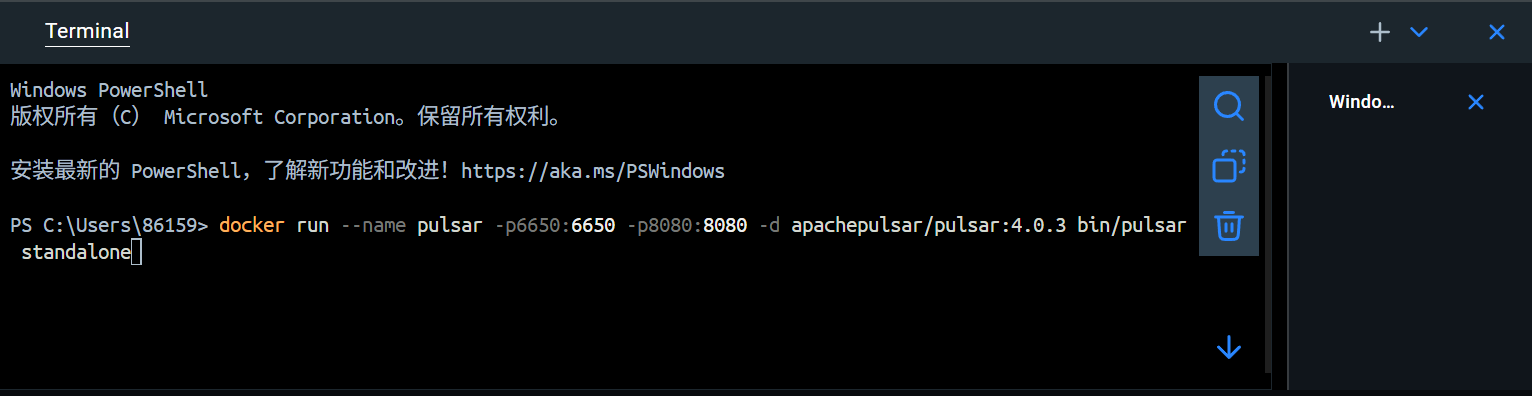 Terminal
Windows PowerShell
版权所有（C） Microsoft Corporation。保留所有权利。
安装最新的 PowerShell，了解新功能和改进！https://aka.ms/PSWindows
PS C:\Users\86159> docker run --name pulsar -p6650:6650 -p8080:8080 -d apachepulsar/pulsar:4.0.3 bin/pulsar
standalone
Windo...